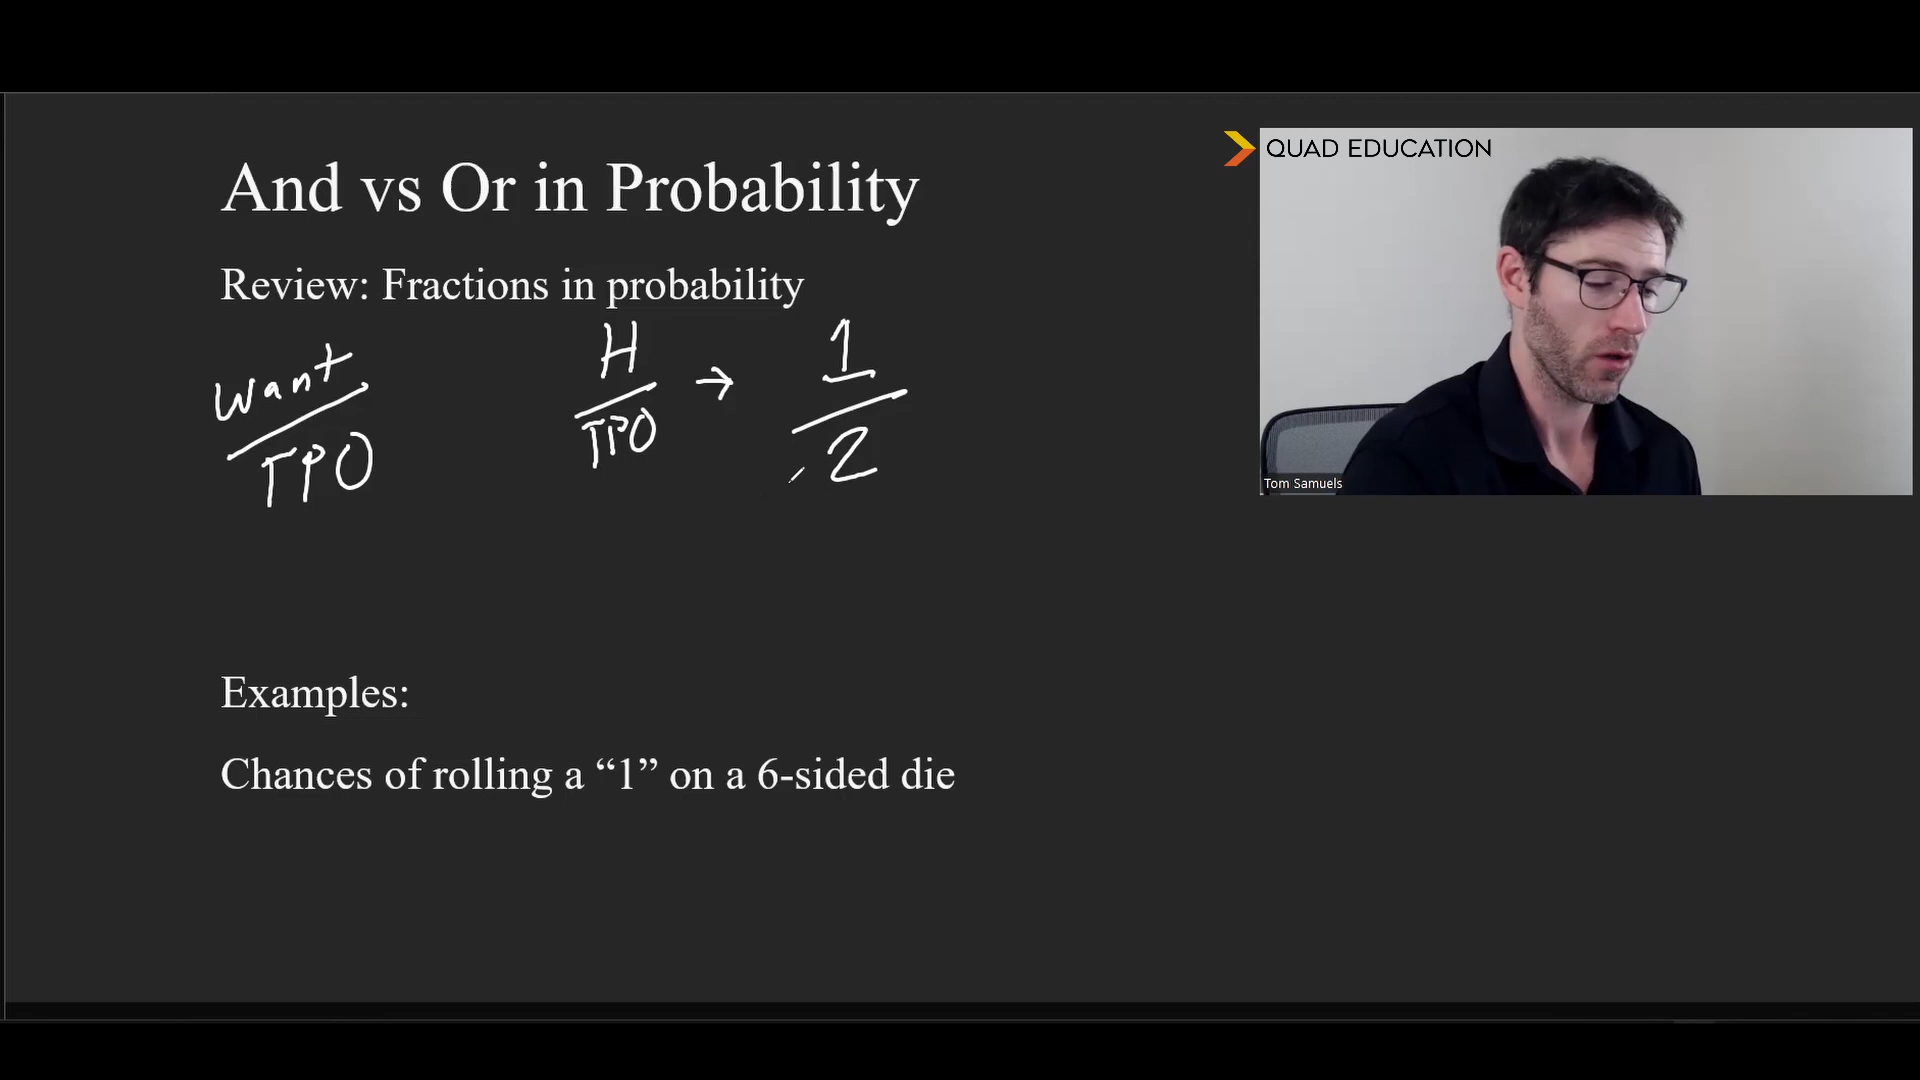 And vs Or in Probability
QUAD EDUCATION
Review: Fractions in probability
want
TPO
H
TPO
→
1
2
Tom Samuels
Examples:
Chances of rolling a “1” on a 6-sided die